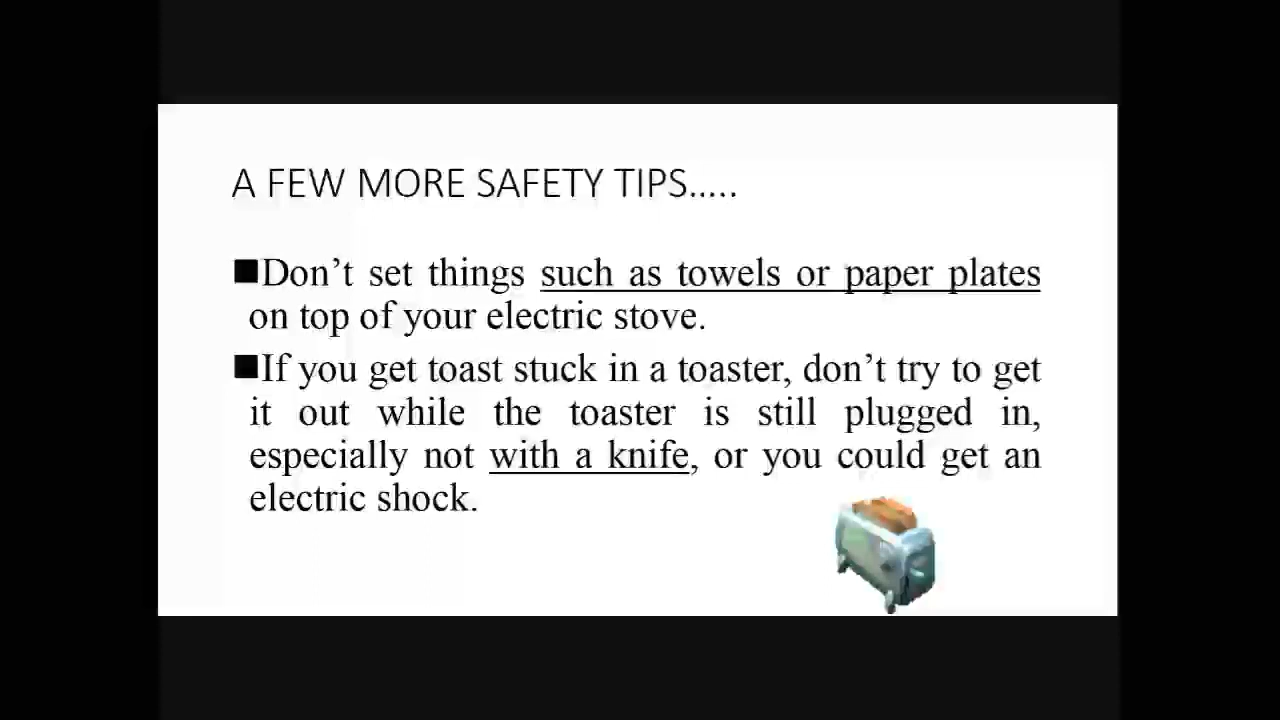 A FEW MORE SAFETY TIPS.....
■Don’t set things such as towels or paper plates
on top of your electric stove.
■If you get toast stuck in a toaster, don’t try to get
it out while the toaster is still plugged in,
especially not with a knife, or you could get an
electric shock.